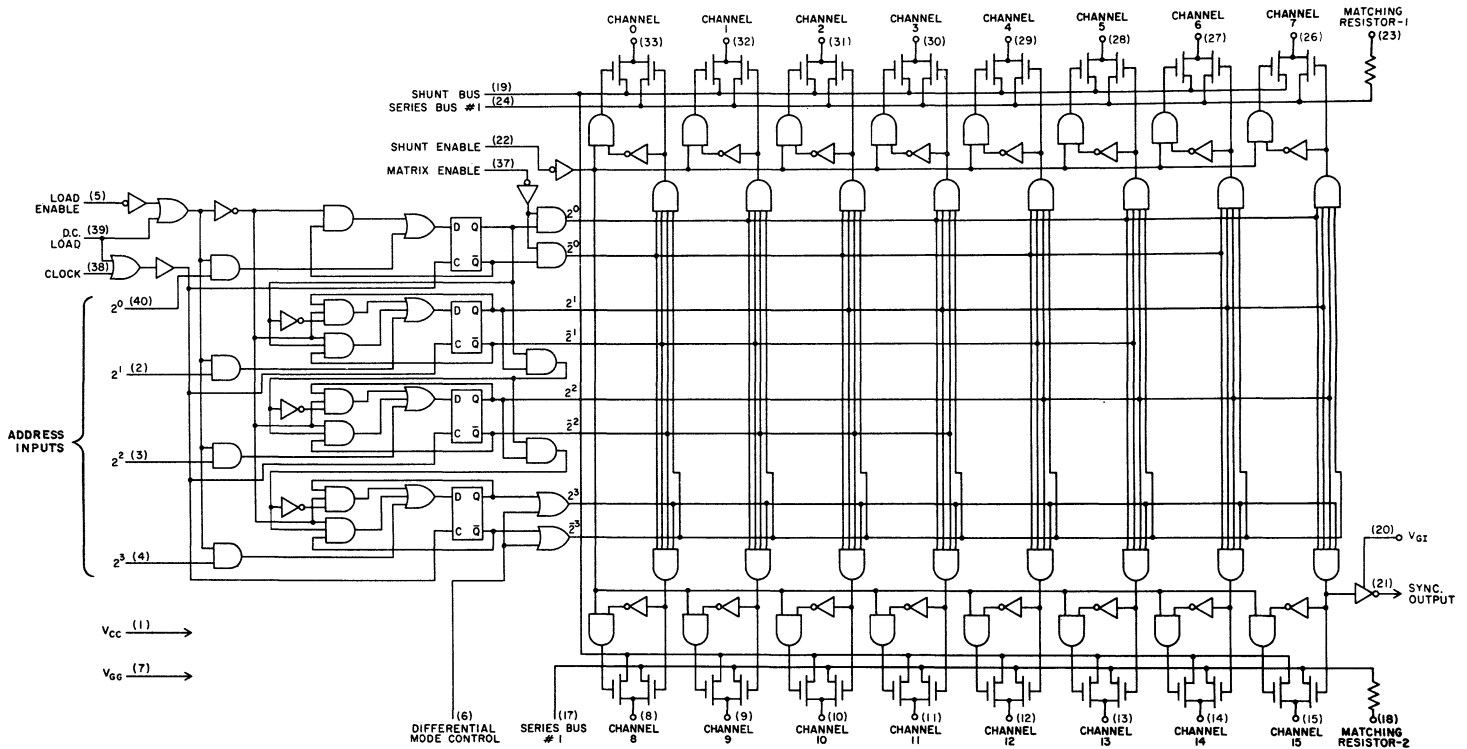 CHANNEL 0 (33)
CHANNEL 1 (32)
CHANNEL 2 (31)
CHANNEL 3 (30)
CHANNEL 4 (29)
CHANNEL 5 (28)
CHANNEL 6 (27)
CHANNEL 7 (26)
MATCHING RESISTOR-1 (23)
SHUNT BUS (19)
SERIES BUS #1 (24)
SHUNT ENABLE (22)
MATRIX ENABLE (37)
LOAD ENABLE (5)
D.C. LOAD (39)
CLOCK (38)
ADDRESS INPUTS
2⁰ (40)
2¹ (2)
2² (3)
2³ (4)
D Q
C Q̅
2⁰
2̅⁰
D Q
C Q̅
2¹
2̅¹
D Q
C Q̅
2²
2̅²
D Q
C Q̅
2³
2̅³
(20) VGI
(21) SYNC. OUTPUT
VCC (1)
VGG (7)
(6) DIFFERENTIAL MODE CONTROL
(17) SERIES BUS #1
(8) CHANNEL 8
(9) CHANNEL 9
(10) CHANNEL 10
(11) CHANNEL 11
(12) CHANNEL 12
(13) CHANNEL 13
(14) CHANNEL 14
(15) CHANNEL 15
(18) MATCHING RESISTOR-2